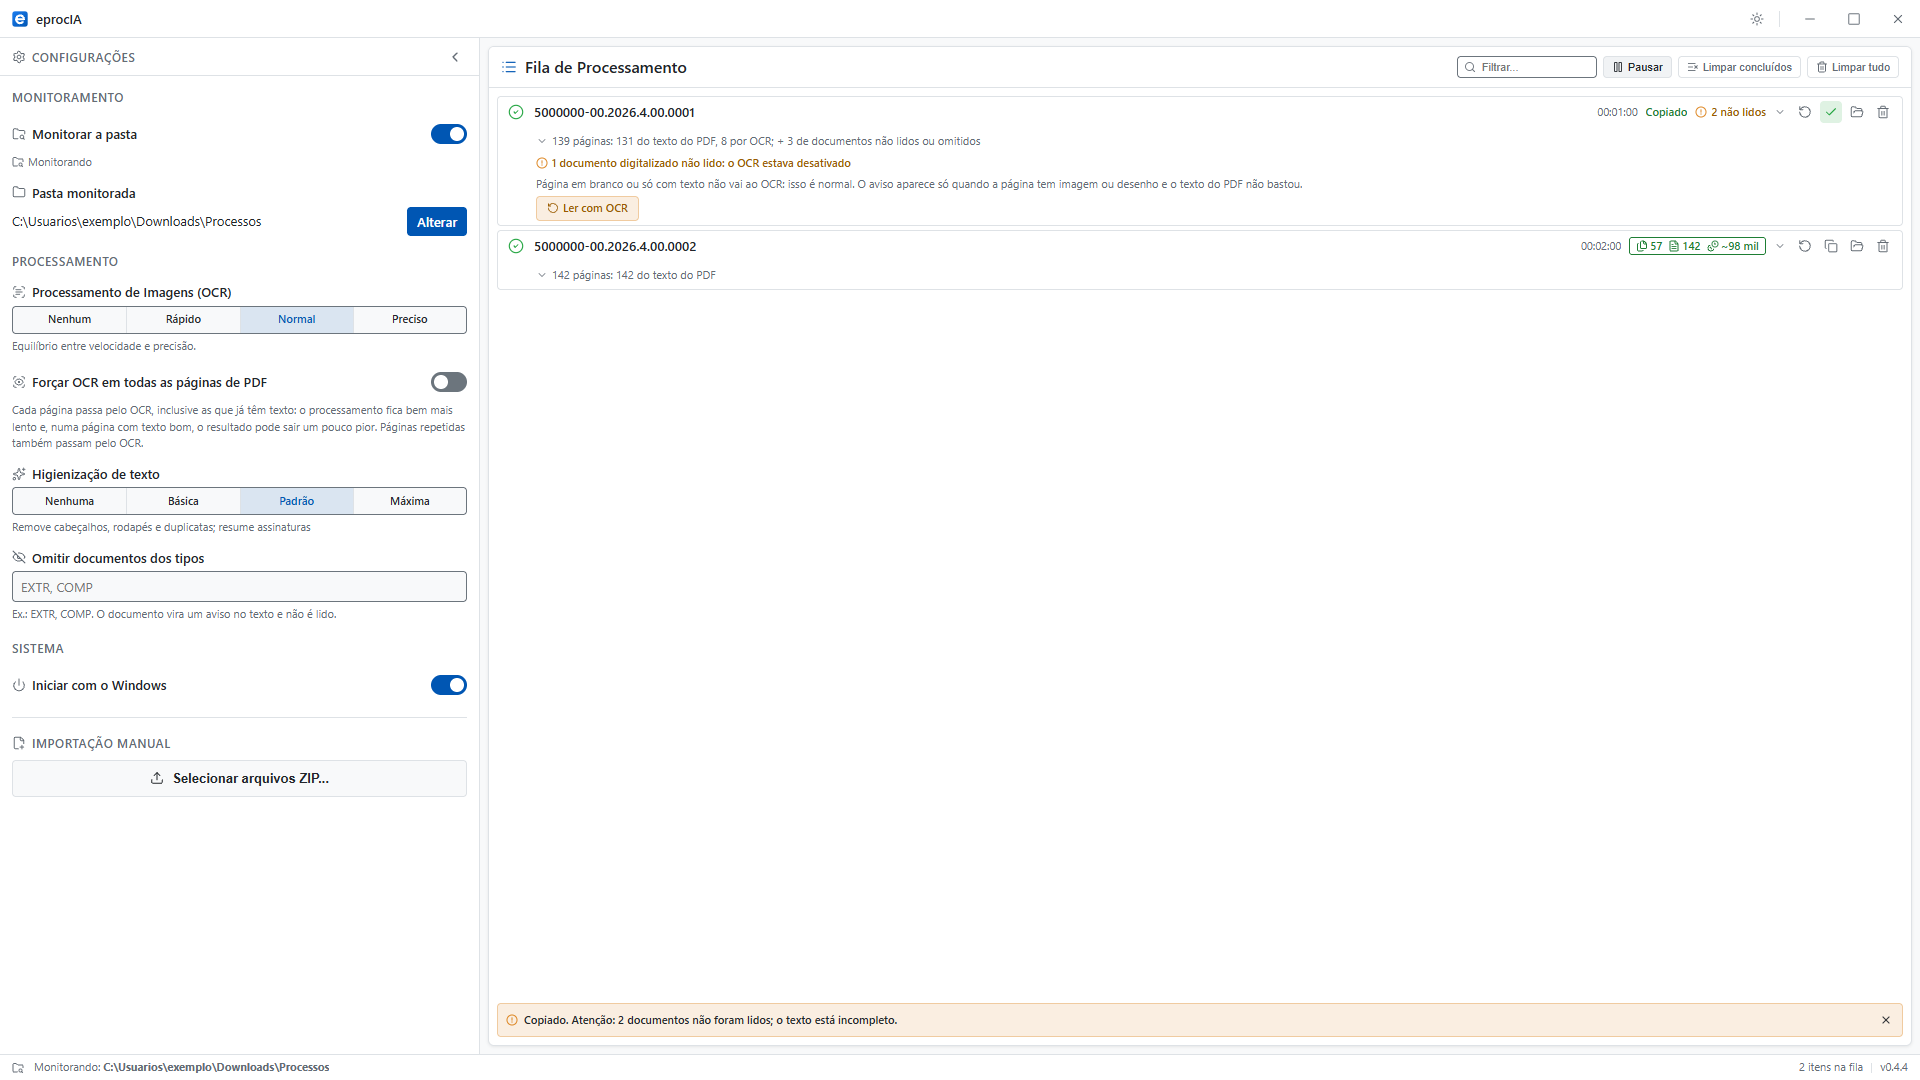 eprocIA
CONFIGURAÇÕES
MONITORAMENTO
Monitorar a pasta
Monitorando
Pasta monitorada
C:\Usuarios\exemplo\Downloads\Processos
Alterar
PROCESSAMENTO
Processamento de Imagens (OCR)
Nenhum Rápido Normal Preciso
Equilíbrio entre velocidade e precisão.
Forçar OCR em todas as páginas de PDF
Cada página passa pelo OCR, inclusive as que já têm texto: o processamento fica bem mais
lento e, numa página com texto bom, o resultado pode sair um pouco pior. Páginas repetidas
também passam pelo OCR.
Higienização de texto
Nenhuma Básica Padrão Máxima
Remove cabeçalhos, rodapés e duplicatas; resume assinaturas
Omitir documentos dos tipos
EXTR, COMP
Ex.: EXTR, COMP. O documento vira um aviso no texto e não é lido.
SISTEMA
Iniciar com o Windows
IMPORTAÇÃO MANUAL
Selecionar arquivos ZIP...
Fila de Processamento
Filtrar... Pausar Limpar concluídos Limpar tudo
5000000-00.2026.4.00.0001
00:01:00 Copiado 2 não lidos
139 páginas: 131 do texto do PDF, 8 por OCR; + 3 de documentos não lidos ou omitidos
1 documento digitalizado não lido: o OCR estava desativado
Página em branco ou só com texto não vai ao OCR: isso é normal. O aviso aparece só quando a página tem imagem ou desenho e o texto do PDF não bastou.
Ler com OCR
5000000-00.2026.4.00.0002
00:02:00 57 142 ~98 mil
142 páginas: 142 do texto do PDF
Copiado. Atenção: 2 documentos não foram lidos; o texto está incompleto.
Monitorando: C:\Usuarios\exemplo\Downloads\Processos
2 itens na fila v0.4.4